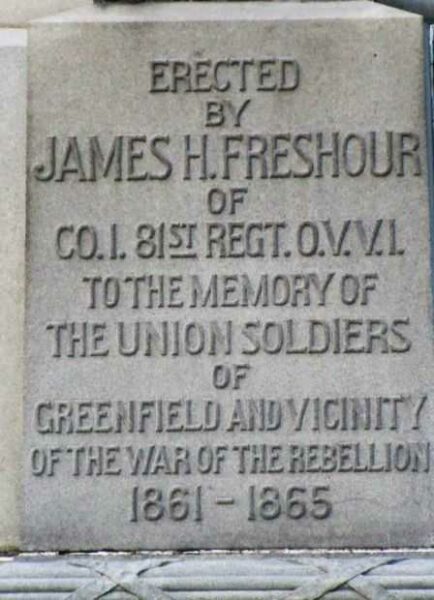 ERECTED
BY
JAMES H. FRESHOUR
OF
CO. I. 81ST REGT. O.V.V.I.
TO THE MEMORY OF
THE UNION SOLDIERS
OF
GREENFIELD AND VICINITY
OF THE WAR OF THE REBELLION
1861 - 1865